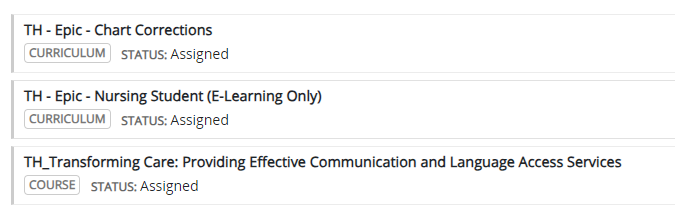 TH - Epic - Chart Corrections
CURRICULUM STATUS: Assigned
TH - Epic - Nursing Student (E-Learning Only)
CURRICULUM STATUS: Assigned
TH_Transforming Care: Providing Effective Communication and Language Access Services
COURSE STATUS: Assigned